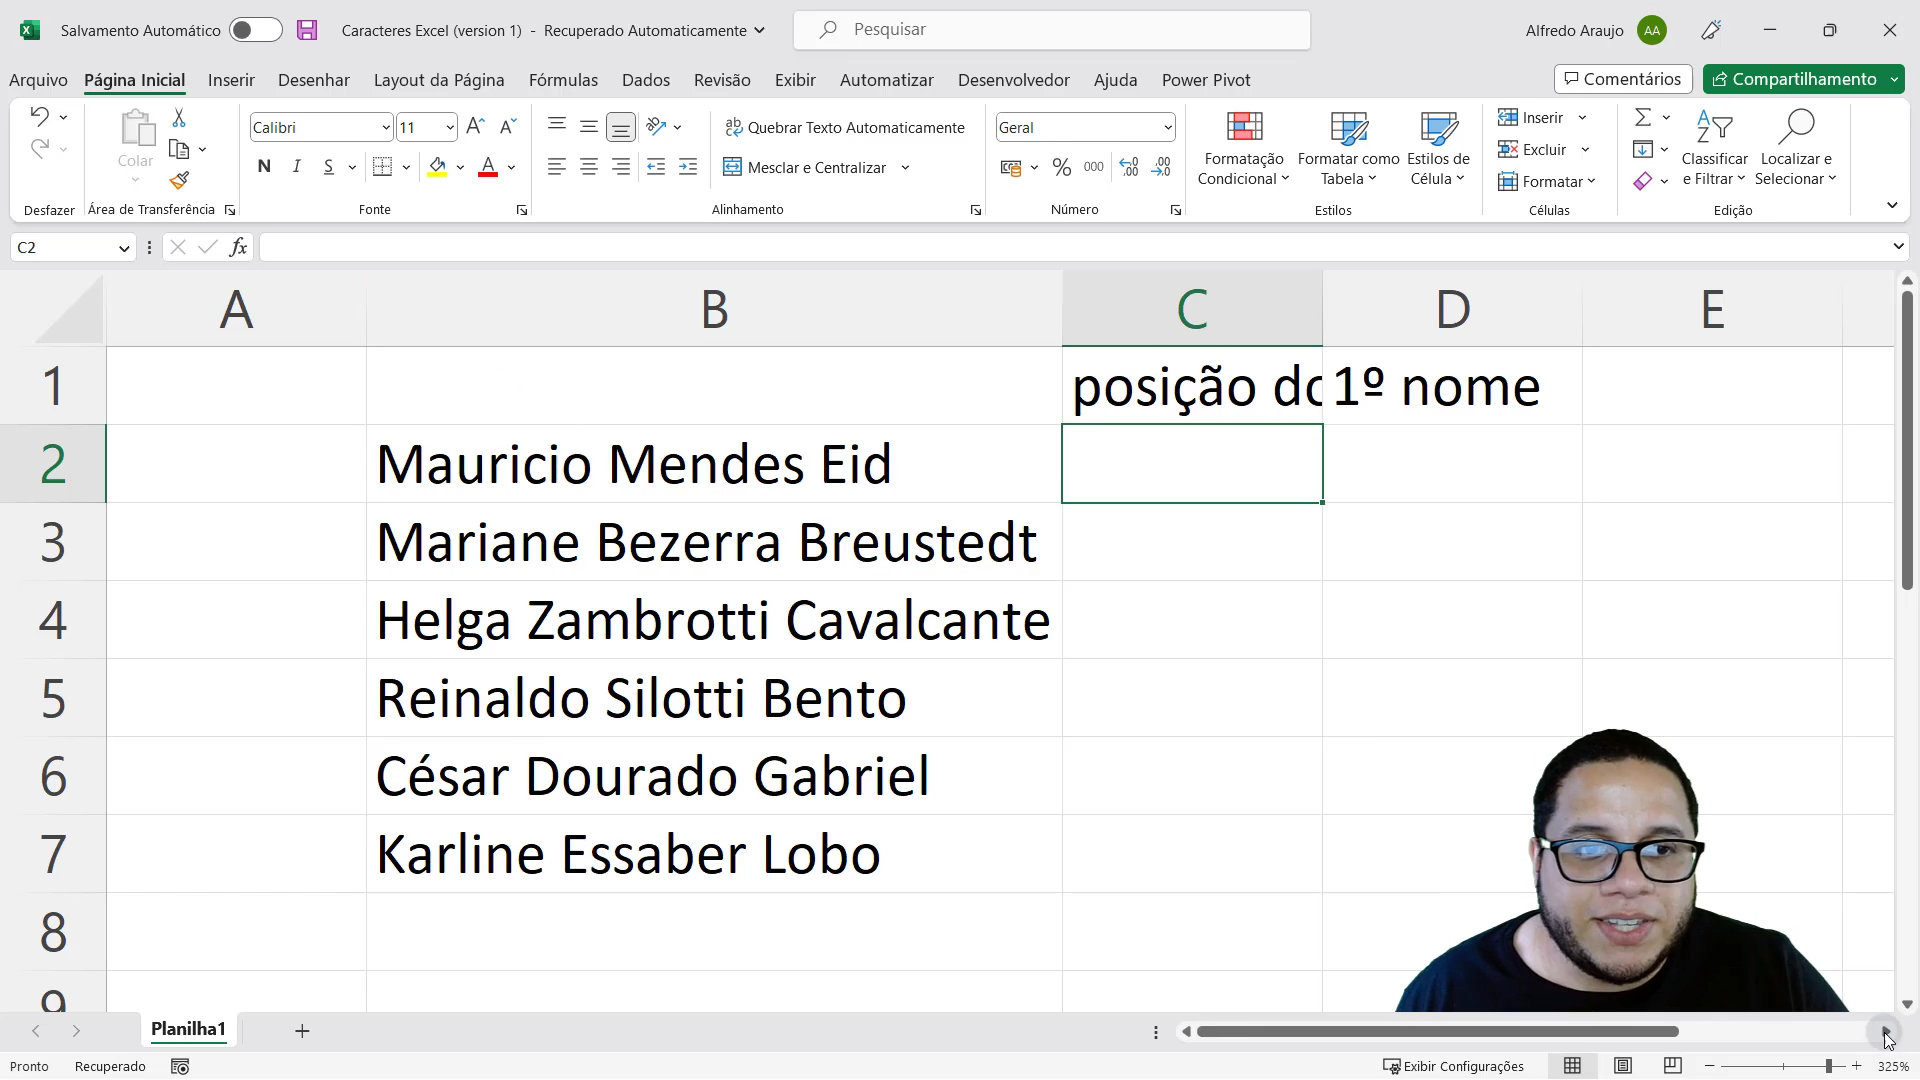 Salvamento Automático
Caracteres Excel (version 1) - Recuperado Automaticamente
Pesquisar
Alfredo Araujo
AA
Arquivo
Página Inicial
Inserir
Desenhar
Layout da Página
Fórmulas
Dados
Revisão
Exibir
Automatizar
Desenvolvedor
Ajuda
Power Pivot
Comentários
Compartilhamento
Colar
Calibri
11
N I S
Quebrar Texto Automaticamente
Mesclar e Centralizar
Geral
% 000
Formatação
Condicional
Formatar como
Tabela
Estilos de
Célula
Inserir
Excluir
Formatar
Classificar
e Filtrar
Localizar e
Selecionar
Desfazer
Área de Transferência
Fonte
Alinhamento
Número
Estilos
Células
Edição
C2
fx
A B C D E
1 posição do 1º nome
2 Mauricio Mendes Eid
3 Mariane Bezerra Breustedt
4 Helga Zambrotti Cavalcante
5 Reinaldo Silotti Bento
6 César Dourado Gabriel
7 Karline Essaber Lobo
8
9
Planilha1
Pronto
Recuperado
Exibir Configurações
325%